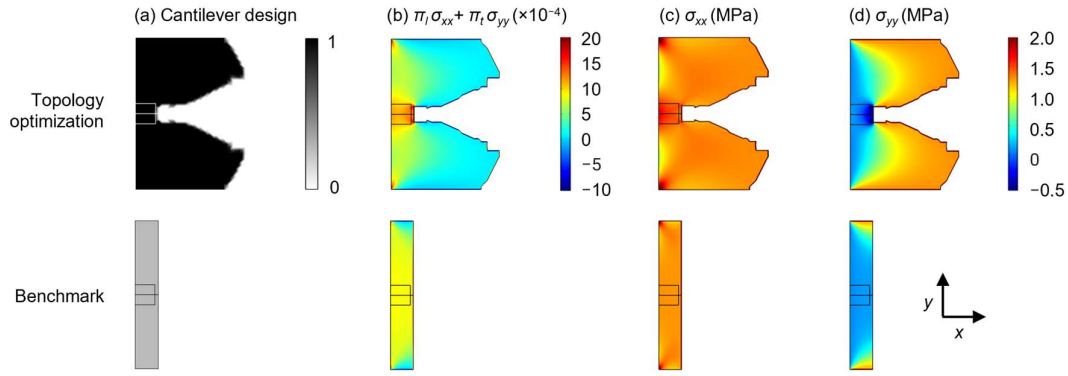 (a) Cantilever design
(b) πl σxx + πt σyy (×10−4)
(c) σxx (MPa)
(d) σyy (MPa)
Topology
optimization
1
0
20
15
10
5
0
−5
−10
2.0
1.5
1.0
0.5
0
−0.5
Benchmark
y
x